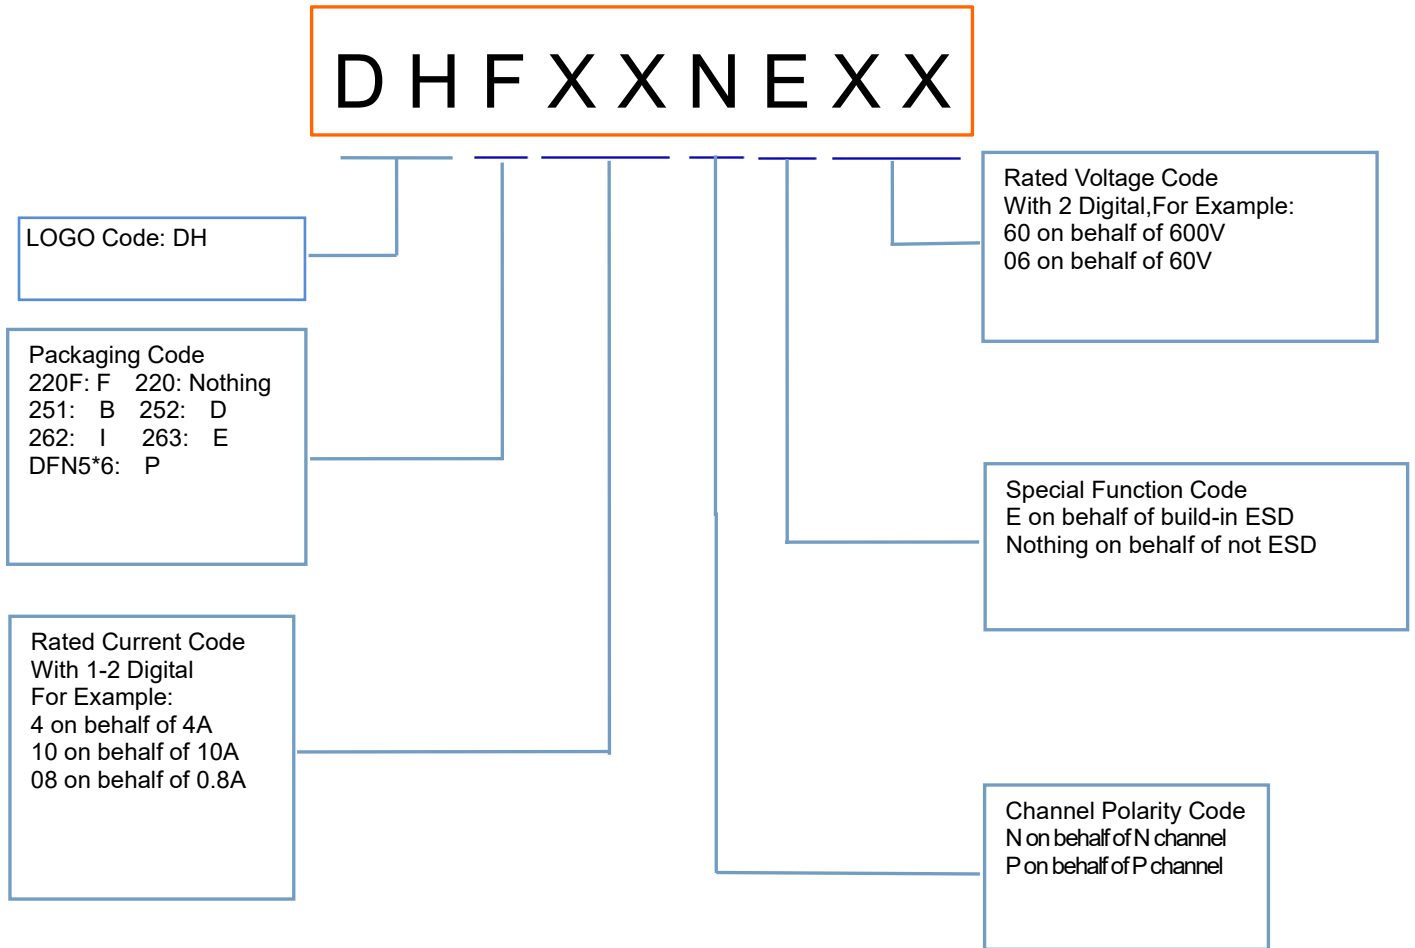 D H F X X N E X X
LOGO Code: DH
Packaging Code
220F: F 220: Nothing
251: B 252: D
262: I 263: E
DFN5*6: P
Rated Current Code
With 1-2 Digital
For Example:
4 on behalf of 4A
10 on behalf of 10A
08 on behalf of 0.8A
Rated Voltage Code
With 2 Digital,For Example:
60 on behalf of 600V
06 on behalf of 60V
Special Function Code
E on behalf of build-in ESD
Nothing on behalf of not ESD
Channel Polarity Code
N on behalf of N channel
P on behalf of P channel